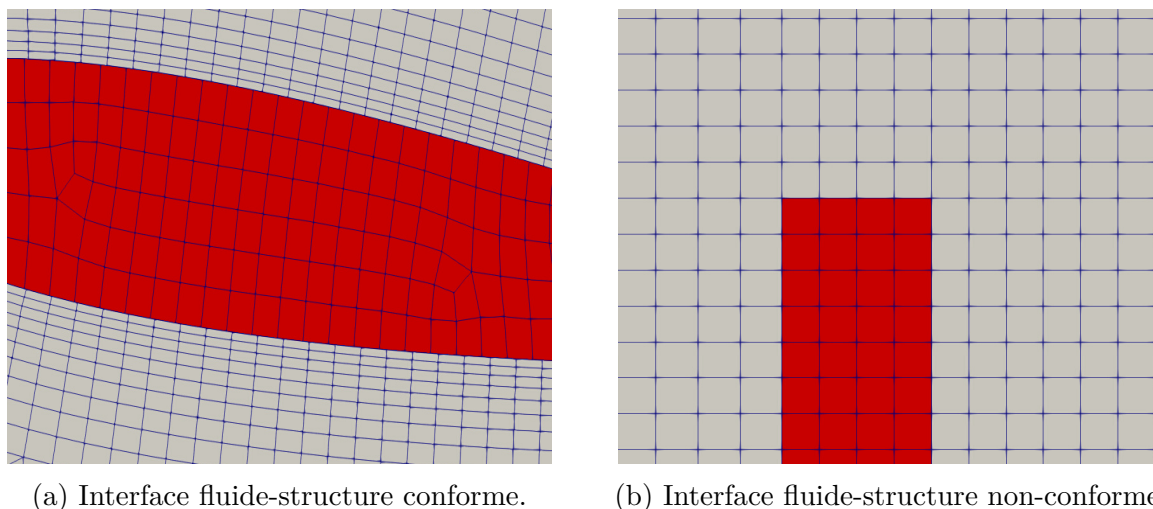 (a) Interface fluide-structure conforme.
(b) Interface fluide-structure non-conforme